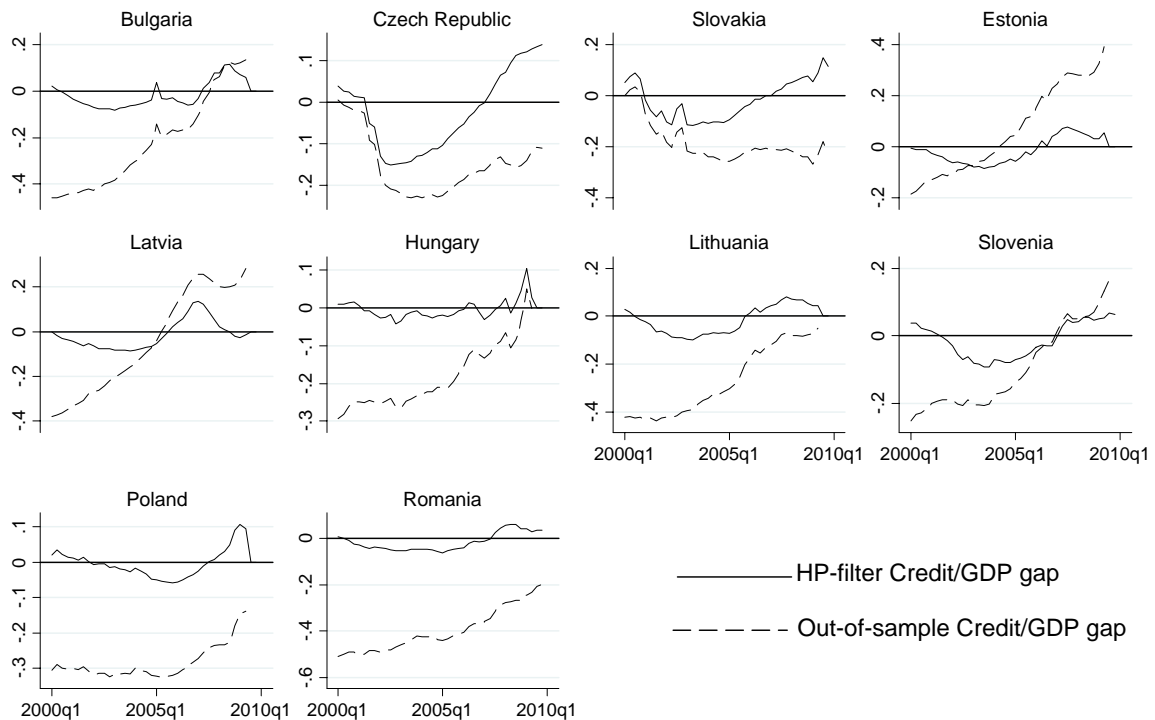 Bulgaria Czech Republic Slovakia Estonia
.2 0 -.2 -.4
.1 0 -.1 -.2
.2 0 -.2 -.4
.4 .2 0 -.2
Latvia Hungary Lithuania Slovenia
.2 0 -.2 -.4
.1 0 -.1 -.2 -.3
.2 0 -.2 -.4
.2 0 -.2
2000q1 2005q1 2010q1 2000q1 2005q1 2010q1
Poland Romania
.1 0 -.1 -.2 -.3
0 -.2 -.4 -.6
HP-filter Credit/GDP gap
Out-of-sample Credit/GDP gap
2000q1 2005q1 2010q1 2000q1 2005q1 2010q1